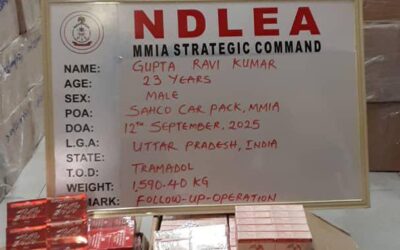 NDLEA
MMIA STRATEGIC COMMAND
NAME: GUPTA RAVI KUMAR
AGE: 23 YEARS
SEX: MALE
POA: SAHCO CAR PACK, MMIA
DOA: 12TH SEPTEMBER, 2025
L.G.A: UTTAR PRADESH, INDIA
STATE:
T.O.D: TRAMADOL
WEIGHT: 1,590.40 KG
MARK: FOLLOW-UP-OPERATION